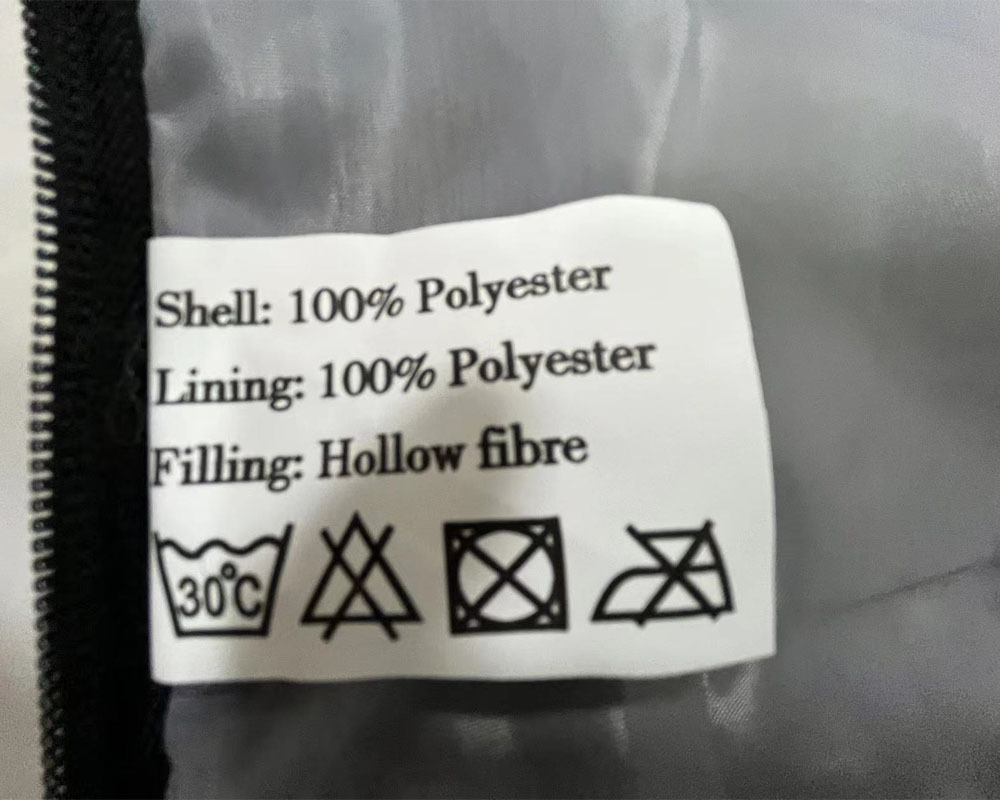 Shell: 100% Polyester
Lining: 100% Polyester
Filling: Hollow fibre
30°C